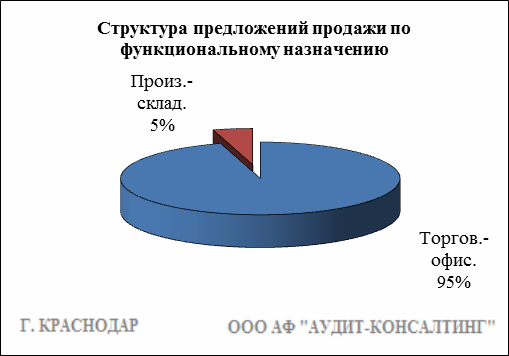 Структура предложений продажи по
функциональному назначению
Произ.-
склад.
5%
Торгов.-
офис.
95%
Г. КРАСНОДАР
ООО АФ "АУДИТ-КОНСАЛТИНГ"